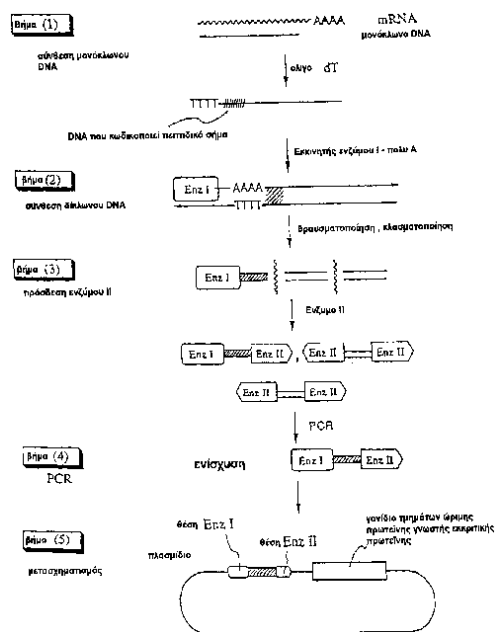 βήμα (1)
AAAA mRNA
μονόκλωνο DNA
σύνθεση μονόκλωνου
DNA
ολιγο dT
TTTT
DNA που κωδικοποιεί πεπτιδικό σήμα
Εκκινητής ενζύμου I - πολυ A
βήμα (2)
σύνθεση δίκλωνου DNA
Enz I
AAAA
TTTT
θραυσματοποίηση, κλασματοποίηση
βήμα (3)
πρόσδεση ενζύμου II
Enz I
Ενζυμο II
Enz I Enz II , Enz II Enz II
Enz II Enz II
PCR
βήμα (4)
PCR
ενίσχυση
Enz I Enz II
βήμα (5)
μετασχηματισμός
πλασμίδιο
θέση Enz I
θέση Enz II
γονίδιο τμημάτων ώριμης
πρωτεΐνης γνωστής εκκριτικής
πρωτεΐνης